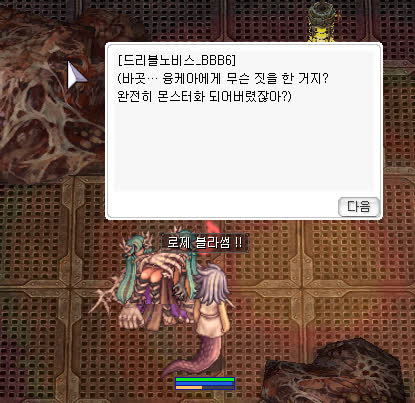 [드리블노비스_BBB6]
(바곳… 융케아에게 무슨 짓을 한 거지?
완전히 몬스터화 되어버렸잖아?)
다음
로제 블라썸 !!